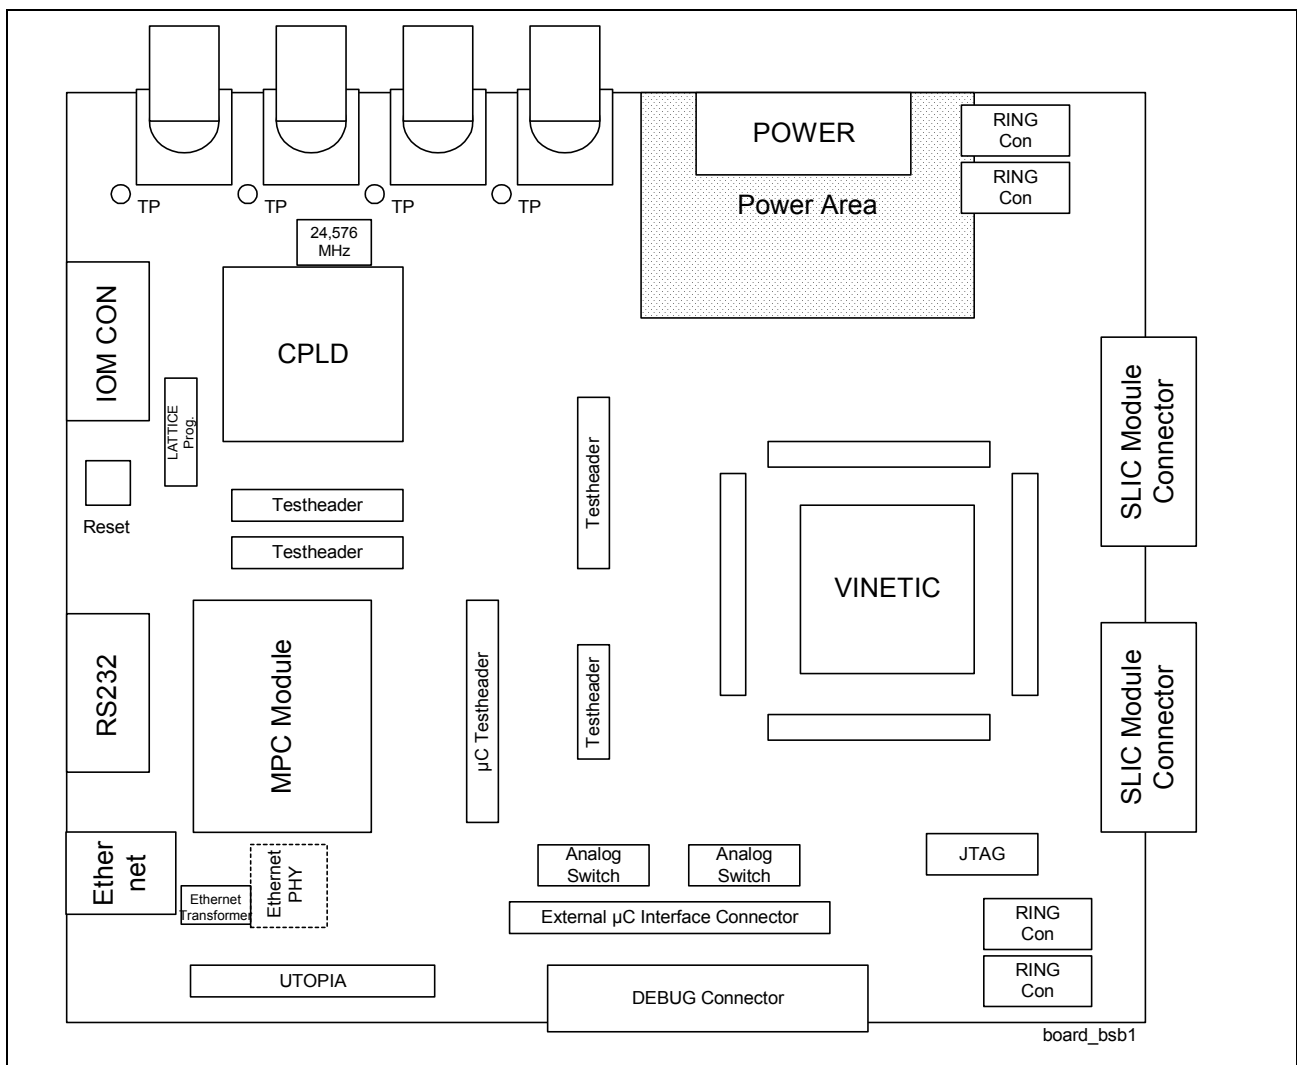 POWER
RING
Con
RING
Con
Power Area
TP
TP
TP
TP
24,576
MHz
IOM CON
CPLD
LATTICE
Prog.
SLIC Module
Connector
Reset
Testheader
Testheader
Testheader
VINETIC
RS232
MPC Module
µC Testheader
Testheader
SLIC Module
Connector
Ether
net
Ethernet
Transformer
Ethernet
PHY
Analog
Switch
Analog
Switch
JTAG
External µC Interface Connector
RING
Con
RING
Con
UTOPIA
DEBUG Connector
board_bsb1